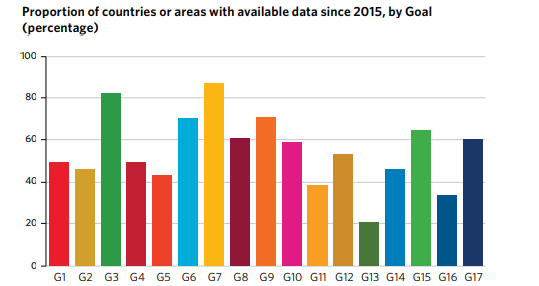 Proportion of countries or areas with available data since 2015, by Goal
(percentage)
100
80
60
40
20
0
G1 G2 G3 G4 G5 G6 G7 G8 G9 G10 G11 G12 G13 G14 G15 G16 G17